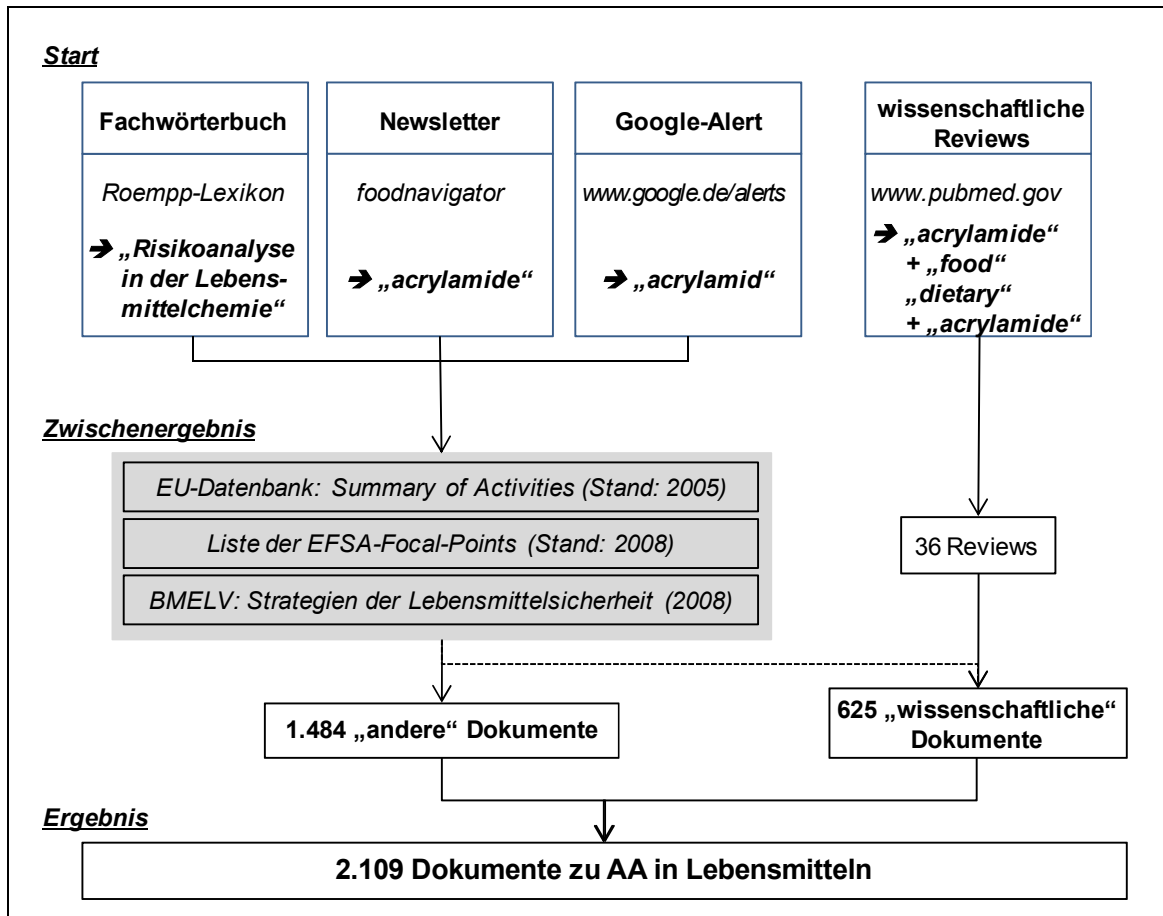 Start
Fachwörterbuch
Roempp-Lexikon
➔ „Risikoanalyse
in der Lebens-
mittelchemie“
Newsletter
foodnavigator
➔ „acrylamide“
Google-Alert
www.google.de/alerts
➔ „acrylamid“
wissenschaftliche
Reviews
www.pubmed.gov
➔ „acrylamide“
+ „food“
„dietary“
+ „acrylamide“
Zwischenergebnis
EU-Datenbank: Summary of Activities (Stand: 2005)
Liste der EFSA-Focal-Points (Stand: 2008)
BMELV: Strategien der Lebensmittelsicherheit (2008)
36 Reviews
1.484 „andere“ Dokumente
625 „wissenschaftliche“
Dokumente
Ergebnis
2.109 Dokumente zu AA in Lebensmitteln